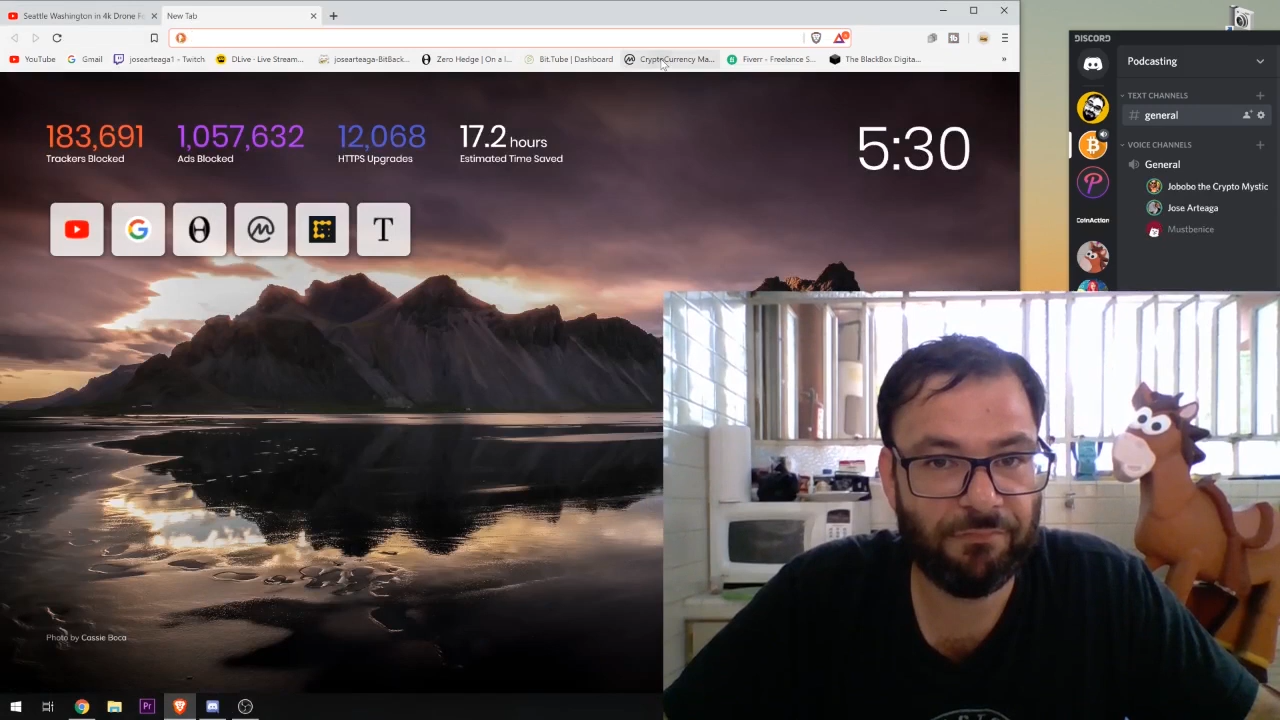 Seattle Washington in 4k Drone Fo
New Tab
YouTube
Gmail
josearteaga1 - Twitch
DLive · Live Stream...
josearteaga-BitBack...
Zero Hedge | On a l...
Bit.Tube | Dashboard
CryptoCurrency Ma...
Fiverr - Freelance S...
The BlackBox Digita...
183,691
Trackers Blocked
1,057,632
Ads Blocked
12,068
HTTPS Upgrades
17.2 hours
Estimated Time Saved
5:30
T
Photo by Cassie Boca
Pr
DISCORD
CoinAction
Podcasting
TEXT CHANNELS
# general
VOICE CHANNELS
General
Jobobo the Crypto Mystic
Jose Arteaga
Mustbenice